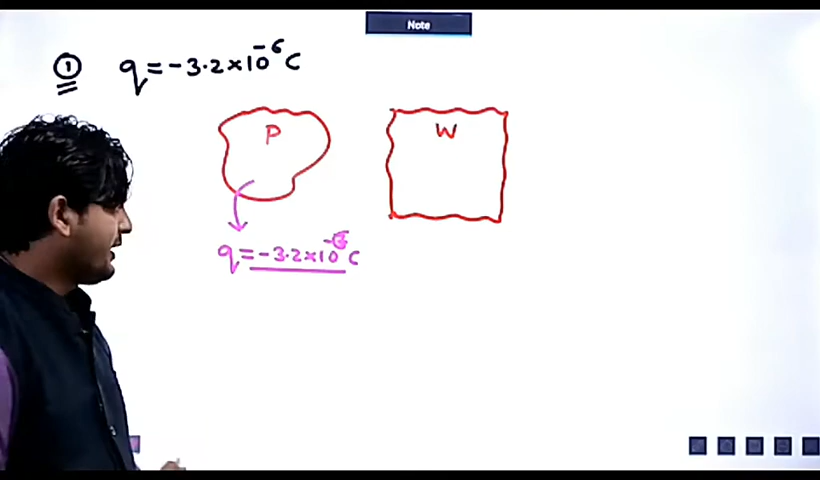 Note
① q = -3.2×10⁻⁶ C
P
W
q = -3.2×10⁻⁶ C